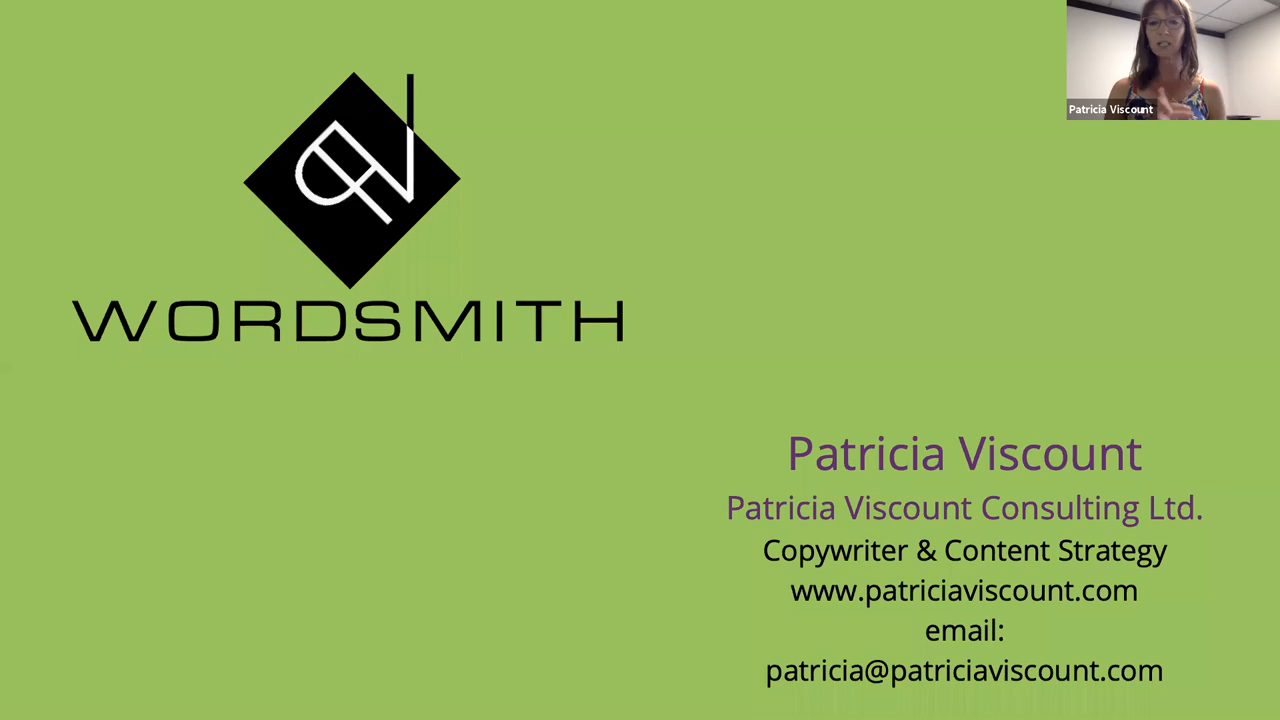 Patricia Viscount
PV
WORDSMITH
Patricia Viscount
Patricia Viscount Consulting Ltd.
Copywriter & Content Strategy
www.patriciaviscount.com
email:
patricia@patriciaviscount.com